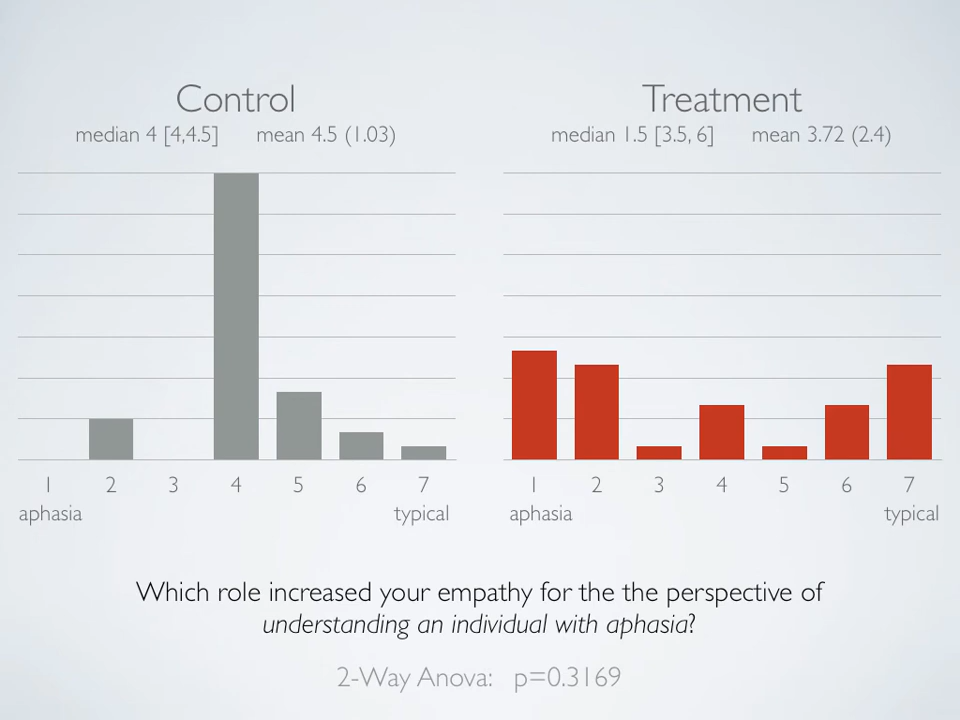 Control
median 4 [4,4.5] mean 4.5 (1.03)
Treatment
median 1.5 [3.5, 6] mean 3.72 (2.4)
1 2 3 4 5 6 7
aphasia typical
1 2 3 4 5 6 7
aphasia typical
Which role increased your empathy for the the perspective of
understanding an individual with aphasia?
2-Way Anova: p=0.3169